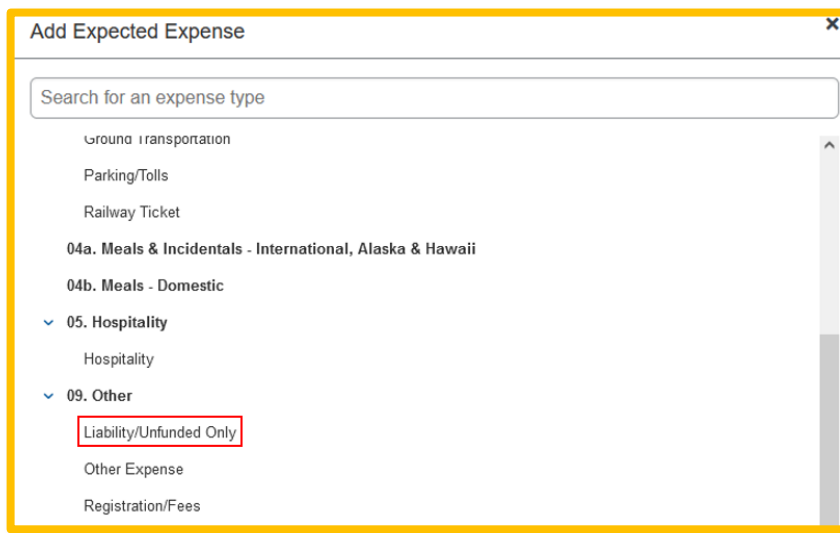 Add Expected Expense
Search for an expense type
Ground Transportation
Parking/Tolls
Railway Ticket
04a. Meals & Incidentals - International, Alaska & Hawaii
04b. Meals - Domestic
05. Hospitality
Hospitality
09. Other
Liability/Unfunded Only
Other Expense
Registration/Fees